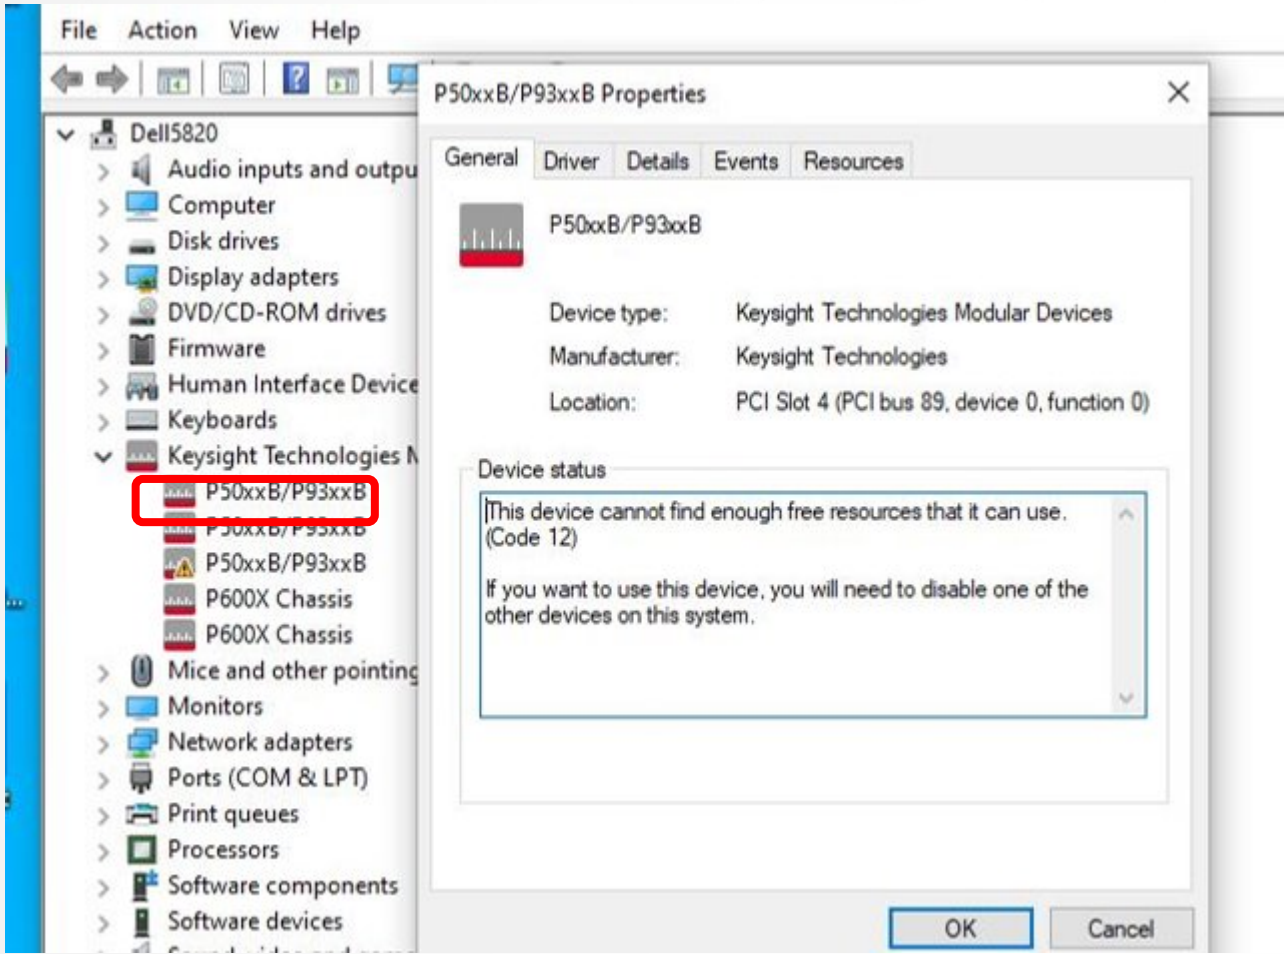 File Action View Help
P50xxB/P93xxB Properties
Dell5820
Audio inputs and outpu
Computer
Disk drives
Display adapters
DVD/CD-ROM drives
Firmware
Human Interface Device
Keyboards
Keysight Technologies M
P50xxB/P93xxB
P50xxB/P93xxB
P50xxB/P93xxB
P600X Chassis
P600X Chassis
Mice and other pointing
Monitors
Network adapters
Ports (COM & LPT)
Print queues
Processors
Software components
Software devices
General Driver Details Events Resources
P50xxB/P93xxB
Device type: Keysight Technologies Modular Devices
Manufacturer: Keysight Technologies
Location: PCI Slot 4 (PCI bus 89, device 0, function 0)
Device status
This device cannot find enough free resources that it can use.
(Code 12)
If you want to use this device, you will need to disable one of the
other devices on this system.
OK Cancel